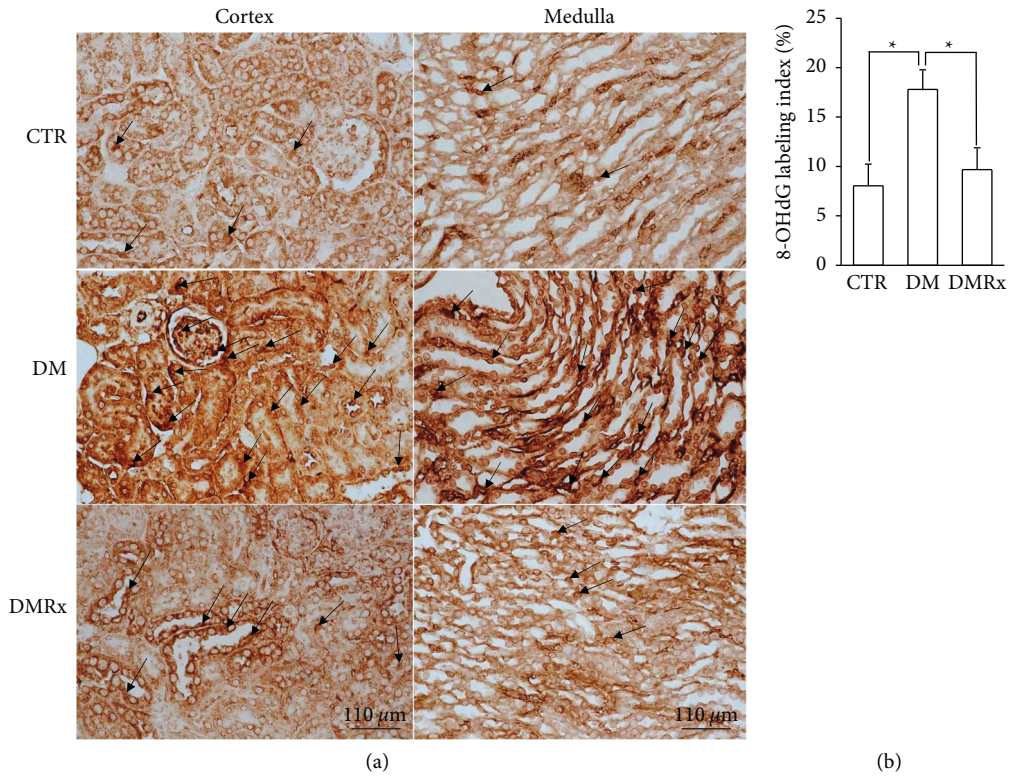 Cortex
Medulla
CTR
DM
DMRx
110 µm
110 µm
(a)
8-OHdG labeling index (%)
25
20
15
10
5
0
*
*
CTR DM DMRx
(b)